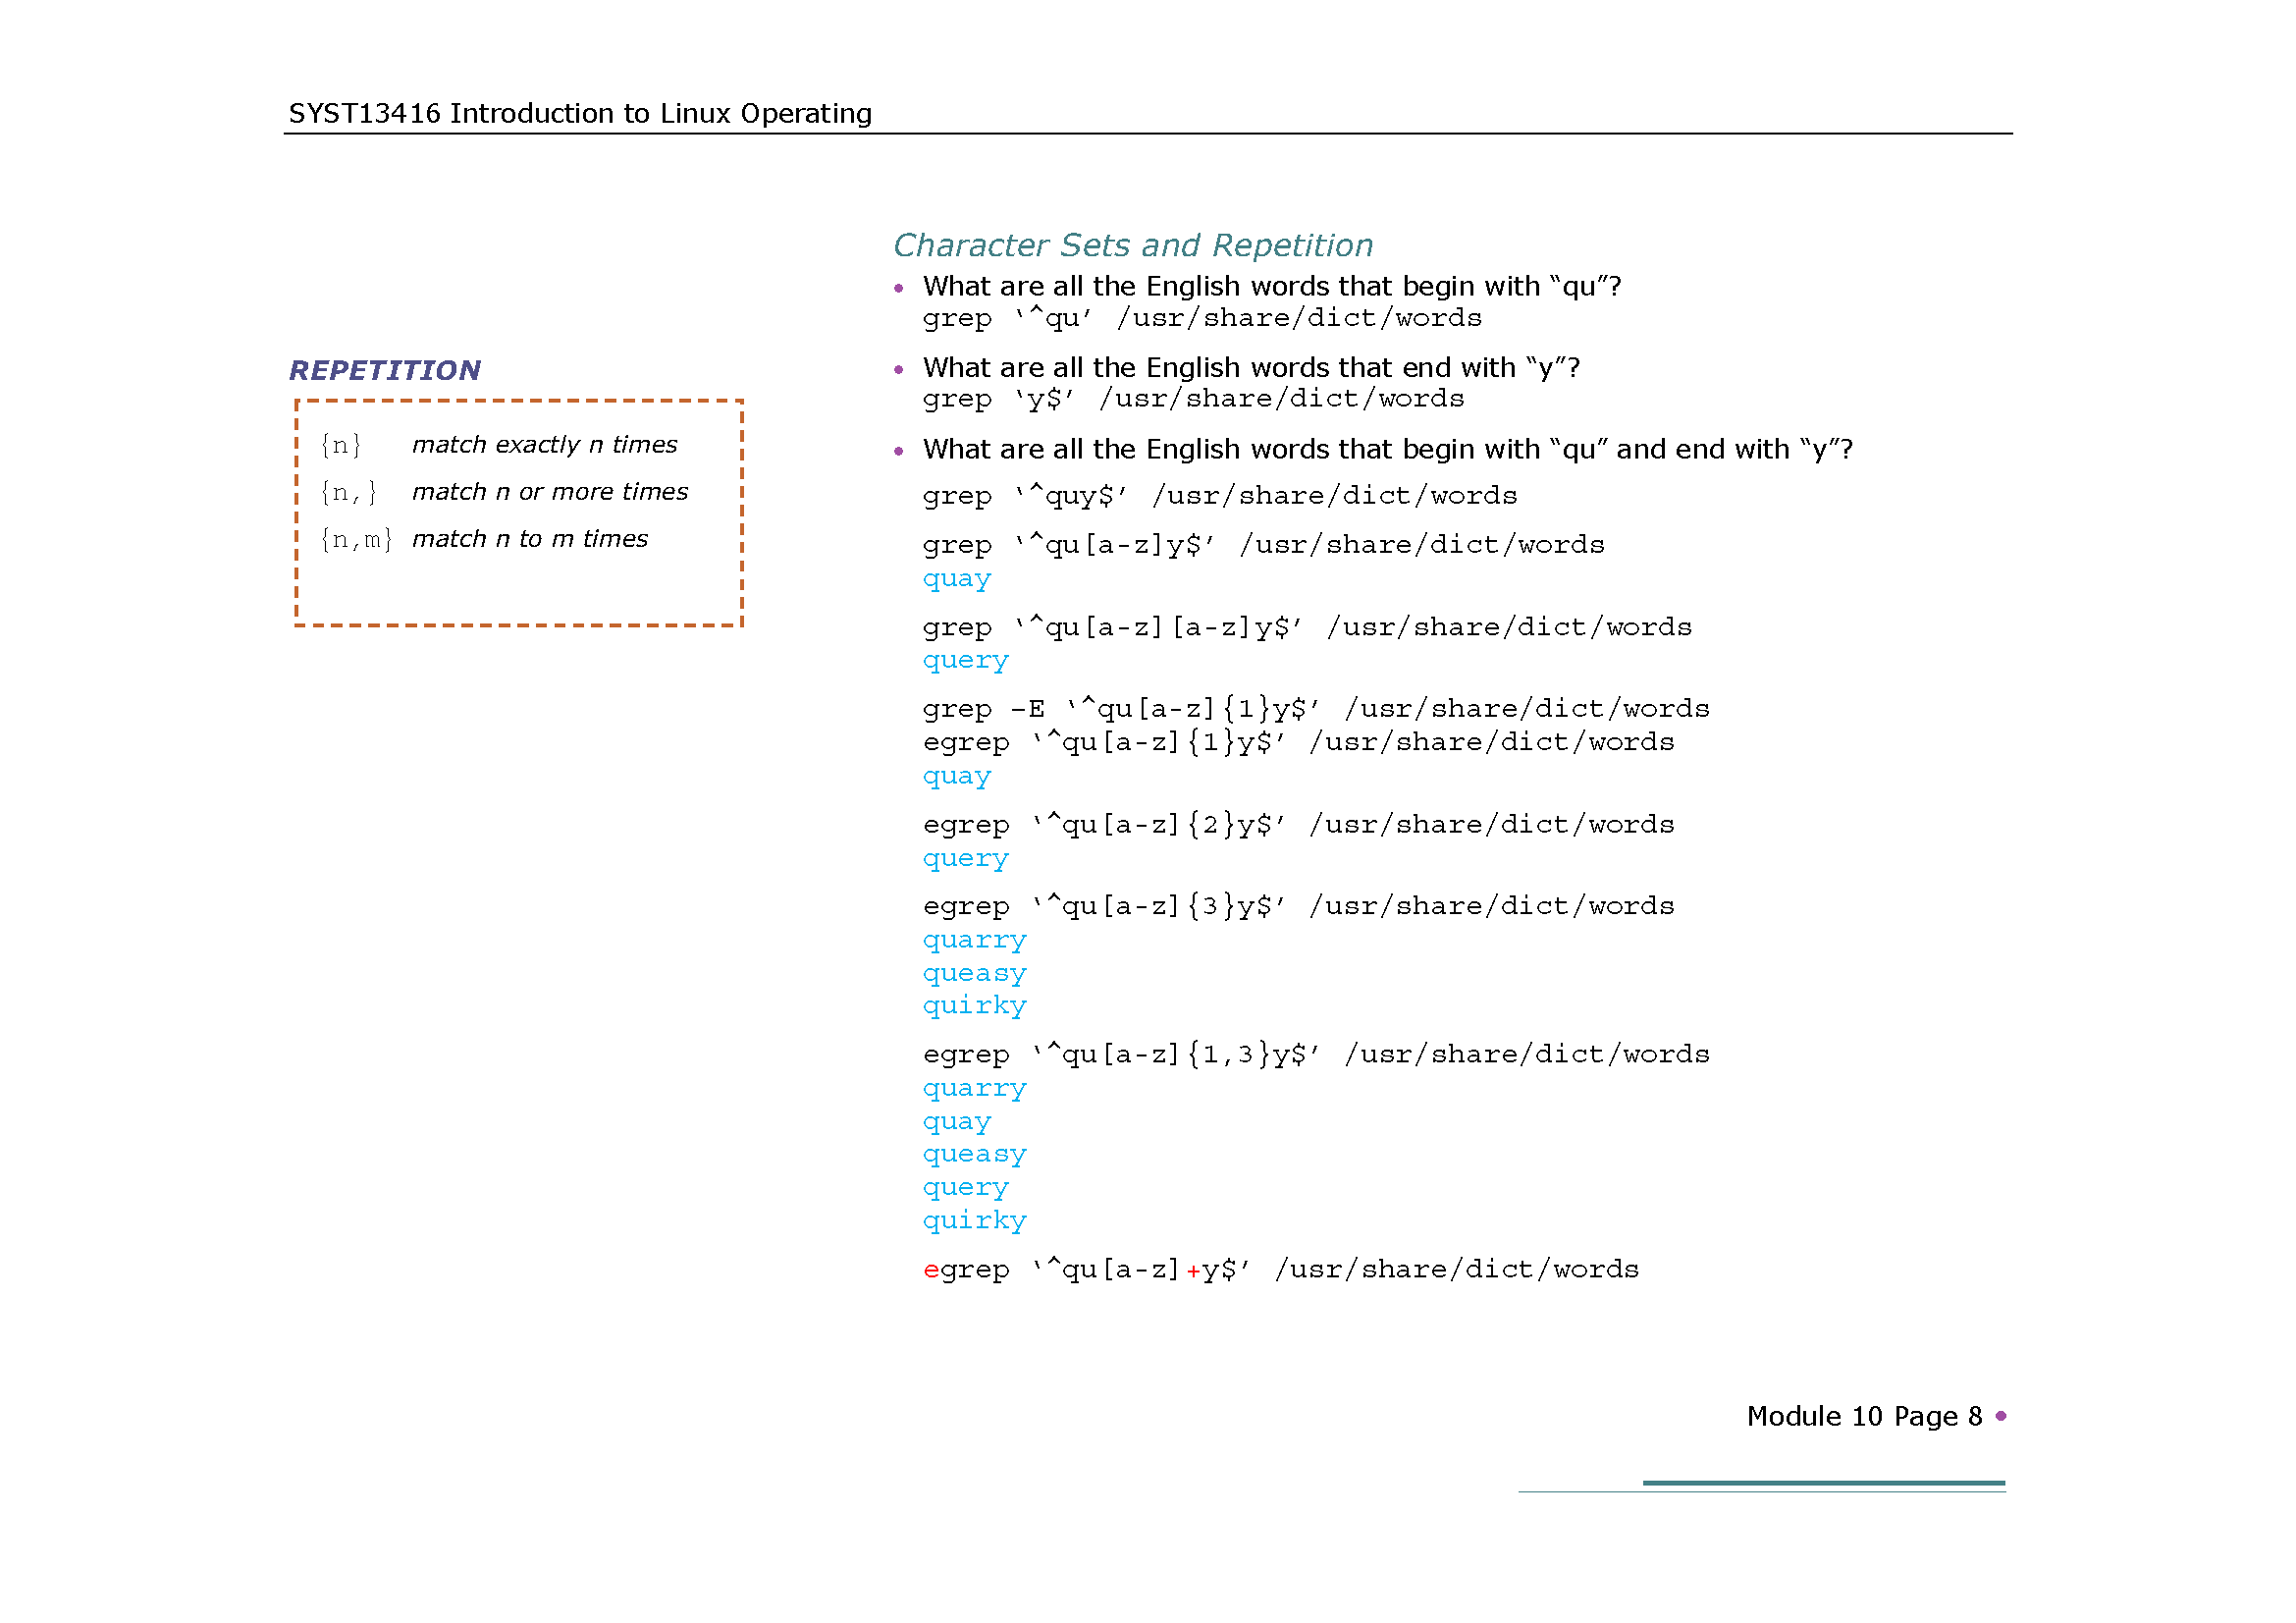 SYST13416 Introduction to Linux Operating
REPETITION
{n} match exactly n times
{n,} match n or more times
{n,m} match n to m times
Character Sets and Repetition
• What are all the English words that begin with “qu”?
grep ‘^qu’ /usr/share/dict/words
• What are all the English words that end with “y”?
grep ‘y$’ /usr/share/dict/words
• What are all the English words that begin with “qu” and end with “y”?
grep ‘^quy$’ /usr/share/dict/words
grep ‘^qu[a-z]y$’ /usr/share/dict/words
quay
grep ‘^qu[a-z][a-z]y$’ /usr/share/dict/words
query
grep –E ‘^qu[a-z]{1}y$’ /usr/share/dict/words
egrep ‘^qu[a-z]{1}y$’ /usr/share/dict/words
quay
egrep ‘^qu[a-z]{2}y$’ /usr/share/dict/words
query
egrep ‘^qu[a-z]{3}y$’ /usr/share/dict/words
quarry
queasy
quirky
egrep ‘^qu[a-z]{1,3}y$’ /usr/share/dict/words
quarry
quay
queasy
query
quirky
egrep ‘^qu[a-z]+y$’ /usr/share/dict/words
Module 10 Page 8 •